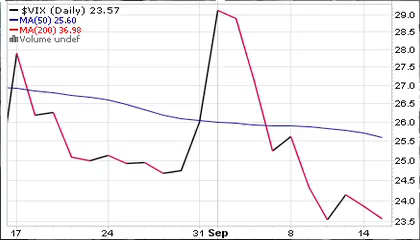 $VIX (Daily) 23.57
MA(50) 25.60
MA(200) 36.98
Volume undef
29.0
28.5
28.0
27.5
27.0
26.5
26.0
25.5
25.0
24.5
24.0
23.5
17 24 31 Sep 8 14